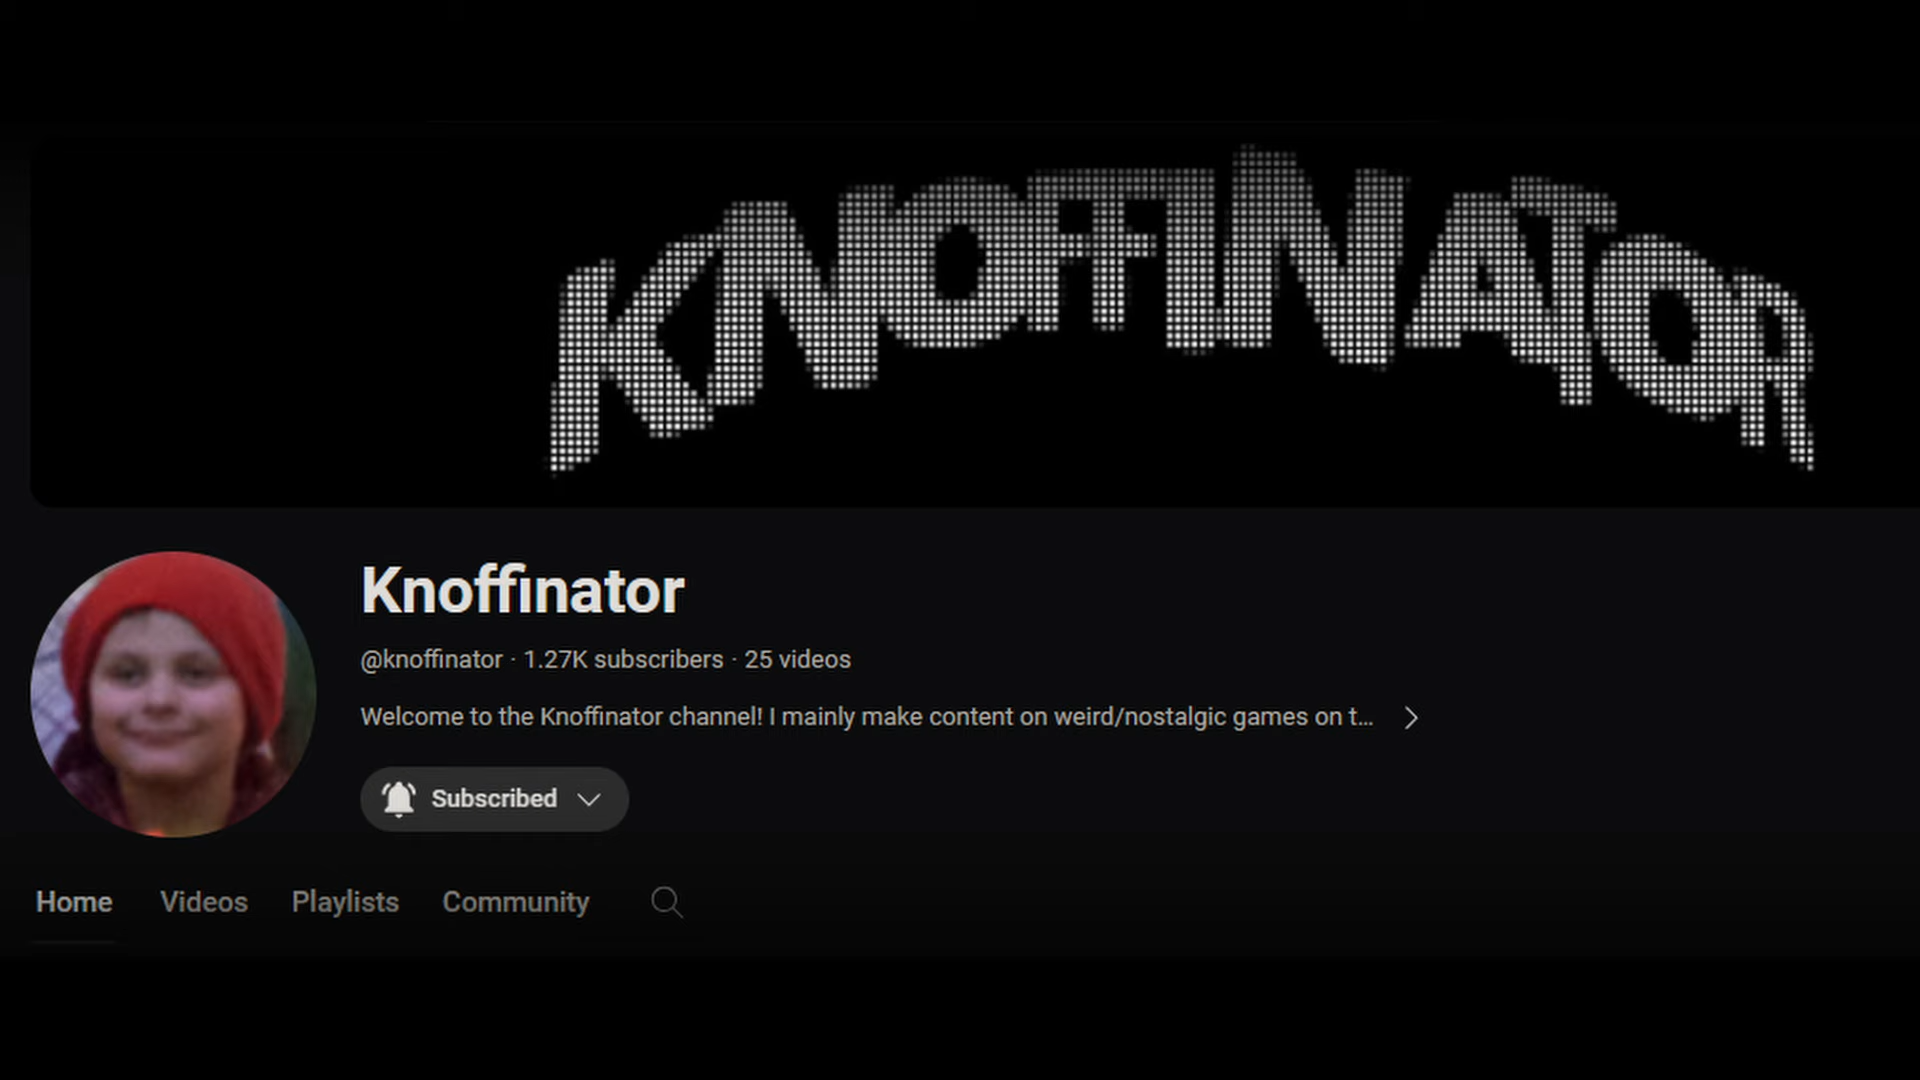 KNOFFINATOR
Knoffinator
@knoffinator · 1.27K subscribers · 25 videos
Welcome to the Knoffinator channel! I mainly make content on weird/nostalgic games on t...
Subscribed
Home Videos Playlists Community